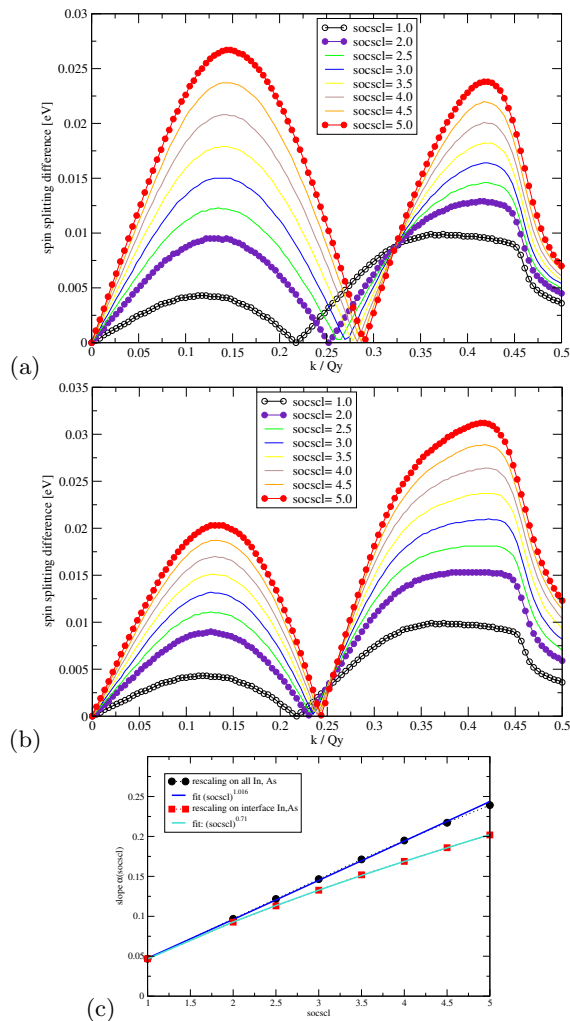 0.03
0.025
0.02
0.015
0.01
0.005
0
spin splitting difference [eV]
socscl= 1.0
socscl= 2.0
socscl= 2.5
socscl= 3.0
socscl= 3.5
socscl= 4.0
socscl= 4.5
socscl= 5.0
0 0.05 0.1 0.15 0.2 0.25 0.3 0.35 0.4 0.45 0.5
k / Qy
(a)
0.035
0.03
0.025
0.02
0.015
0.01
0.005
0
spin splitting difference [eV]
socscl= 1.0
socscl= 2.0
socscl= 2.5
socscl= 3.0
socscl= 3.5
socscl= 4.0
socscl= 4.5
socscl= 5.0
0 0.05 0.1 0.15 0.2 0.25 0.3 0.35 0.4 0.45 0.5
k / Qy
(b)
0.25
0.2
0.15
0.1
0.05
0
slope α(socscl)
rescaling on all In, As
fit (socscl)^1.016
rescaling on interface In,As
fit: (socscl)^0.71
1 1.5 2 2.5 3 3.5 4 4.5 5
socscl
(c)